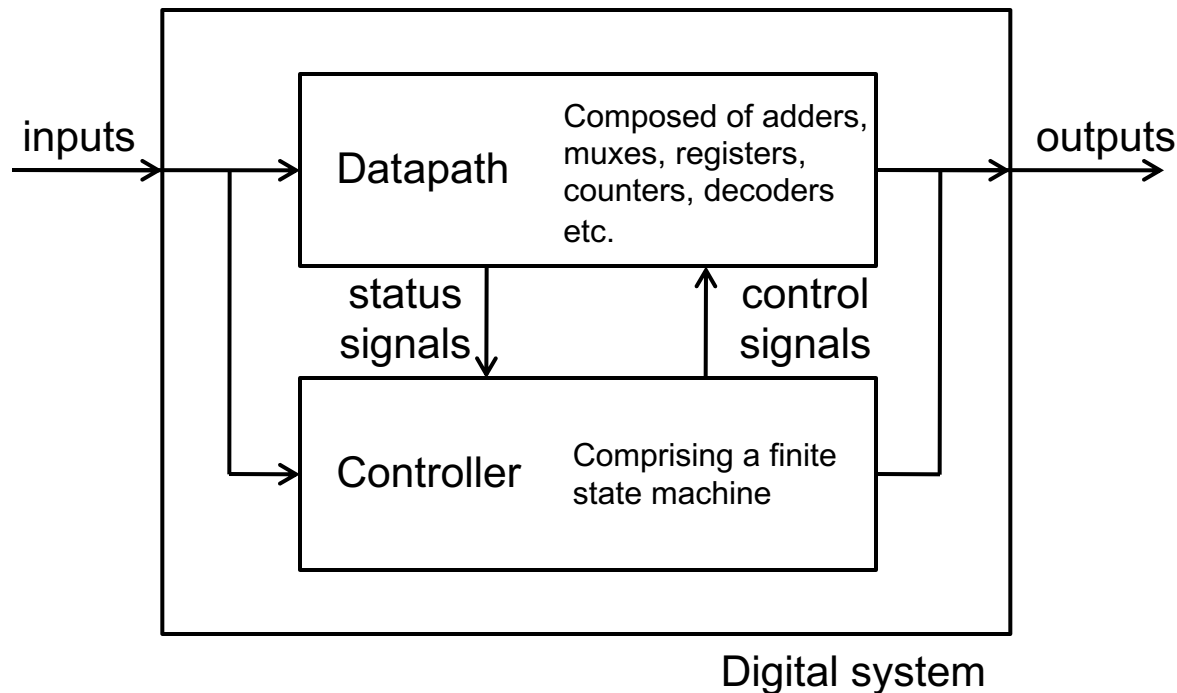 inputs
Datapath
Composed of adders,
muxes, registers,
counters, decoders
etc.
outputs
status
signals
control
signals
Controller
Comprising a finite
state machine
Digital system